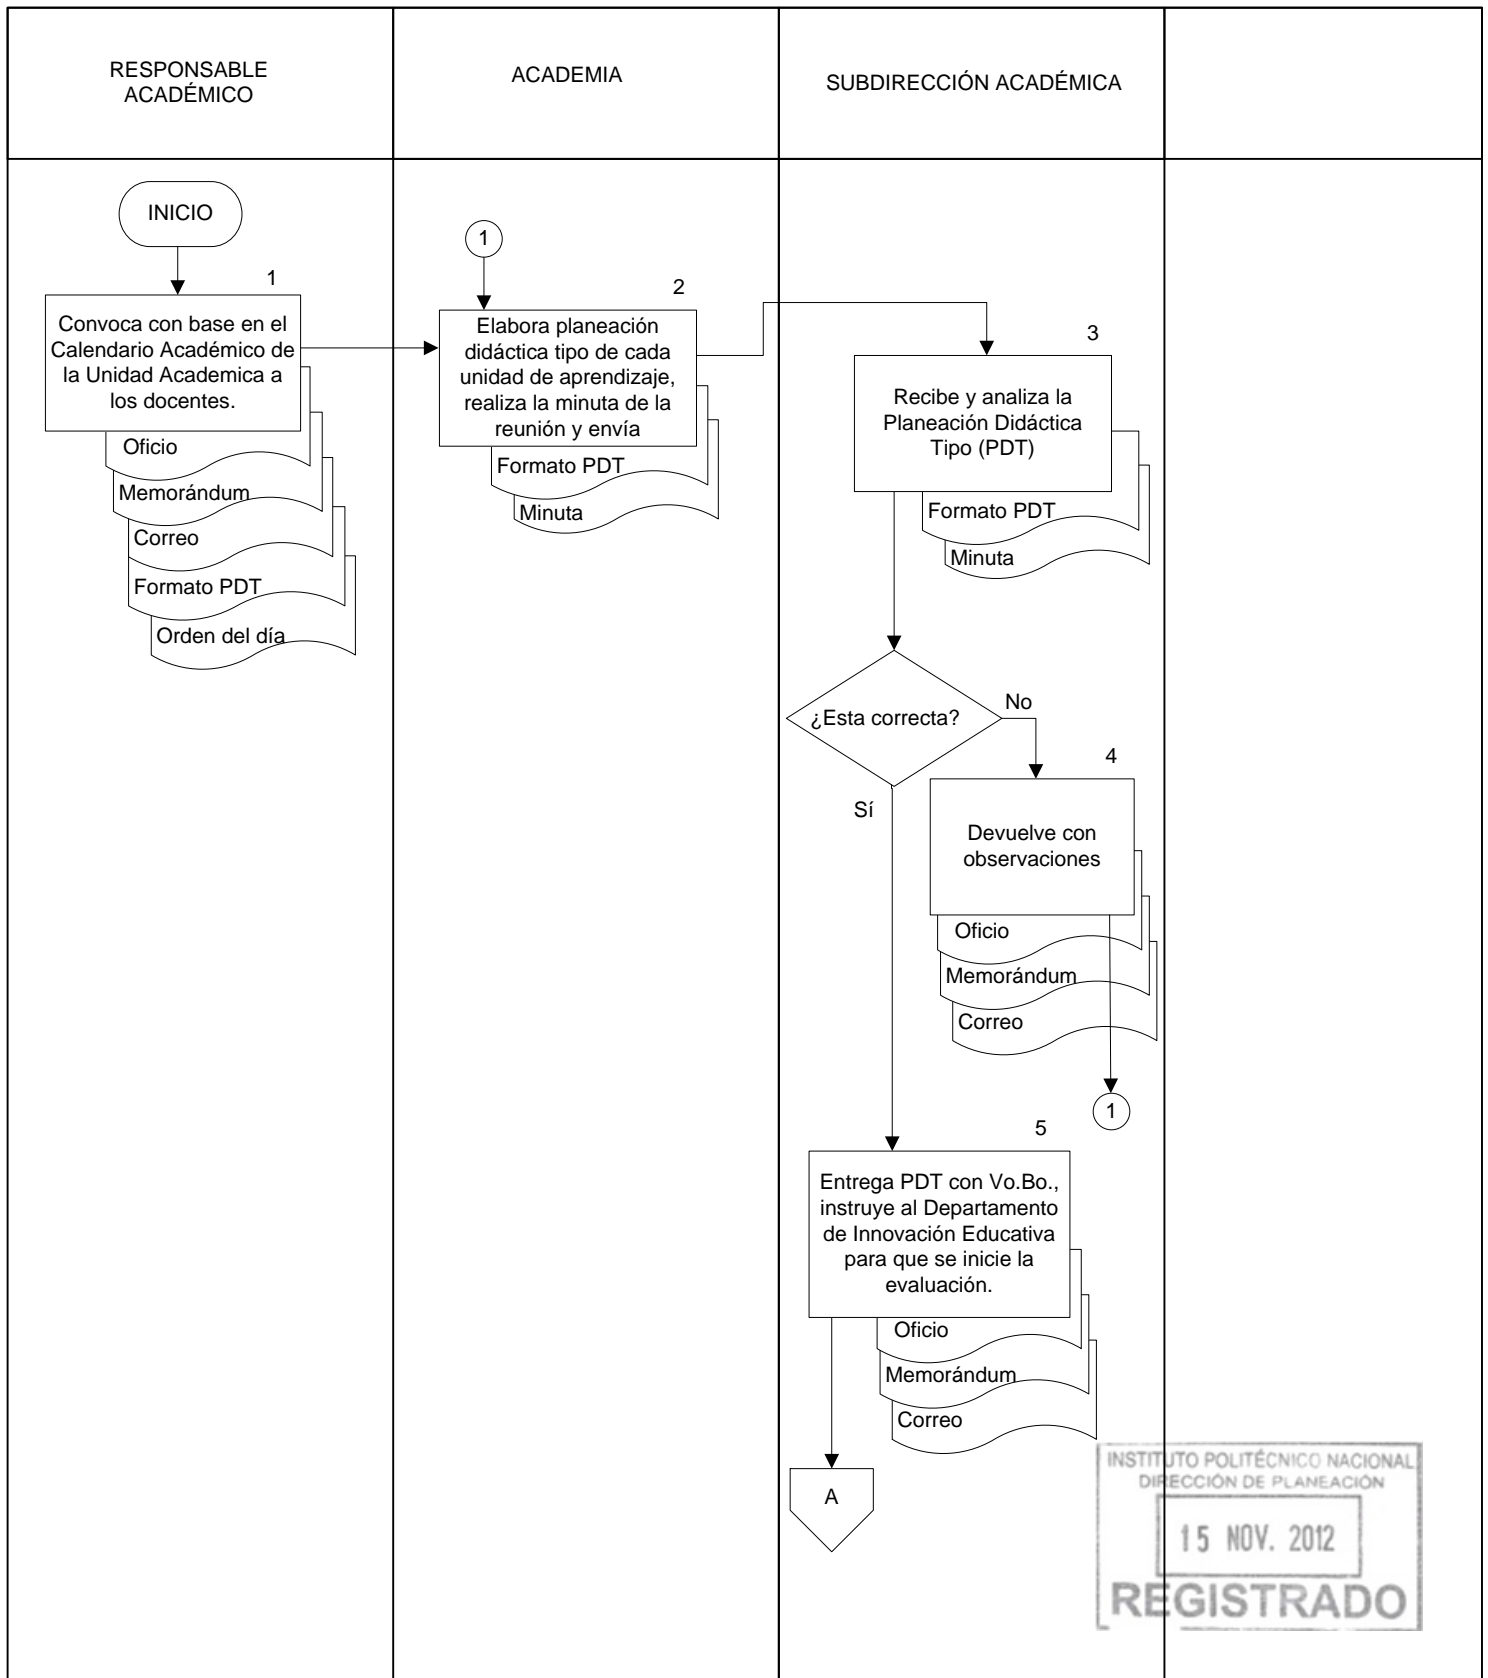 RESPONSABLE
ACADÉMICO
ACADEMIA
SUBDIRECCIÓN ACADÉMICA
INICIO
1
Convoca con base en el
Calendario Académico de
la Unidad Academica a
los docentes.
Oficio
Memorándum
Correo
Formato PDT
Orden del día
1
2
Elabora planeación
didáctica tipo de cada
unidad de aprendizaje,
realiza la minuta de la
reunión y envía
Formato PDT
Minuta
3
Recibe y analiza la
Planeación Didáctica
Tipo (PDT)
Formato PDT
Minuta
¿Esta correcta?
No
Sí
4
Devuelve con
observaciones
Oficio
Memorándum
Correo
1
5
Entrega PDT con Vo.Bo.,
instruye al Departamento
de Innovación Educativa
para que se inicie la
evaluación.
Oficio
Memorándum
Correo
A
INSTITUTO POLITÉCNICO NACIONAL
DIRECCIÓN DE PLANEACIÓN
15 NOV. 2012
REGISTRADO